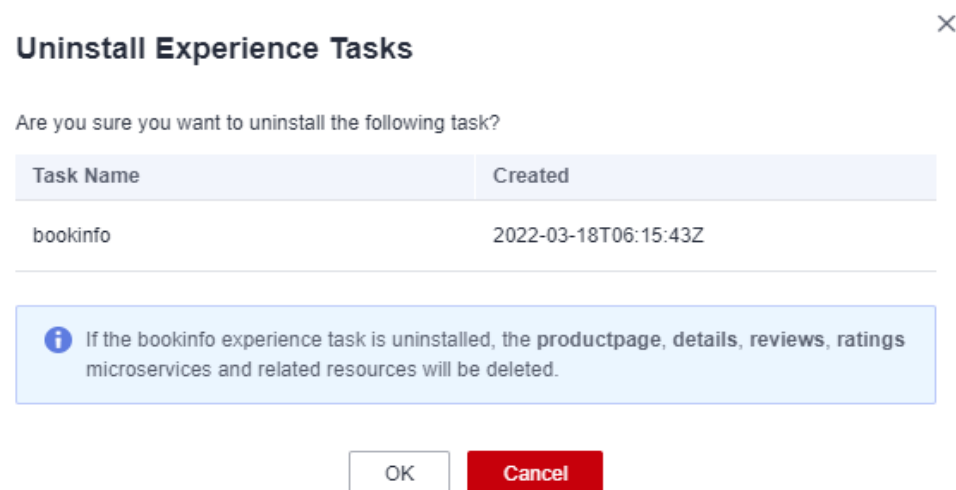 Uninstall Experience Tasks
Are you sure you want to uninstall the following task?
Task Name Created
bookinfo 2022-03-18T06:15:43Z
If the bookinfo experience task is uninstalled, the productpage, details, reviews, ratings
microservices and related resources will be deleted.
OK Cancel